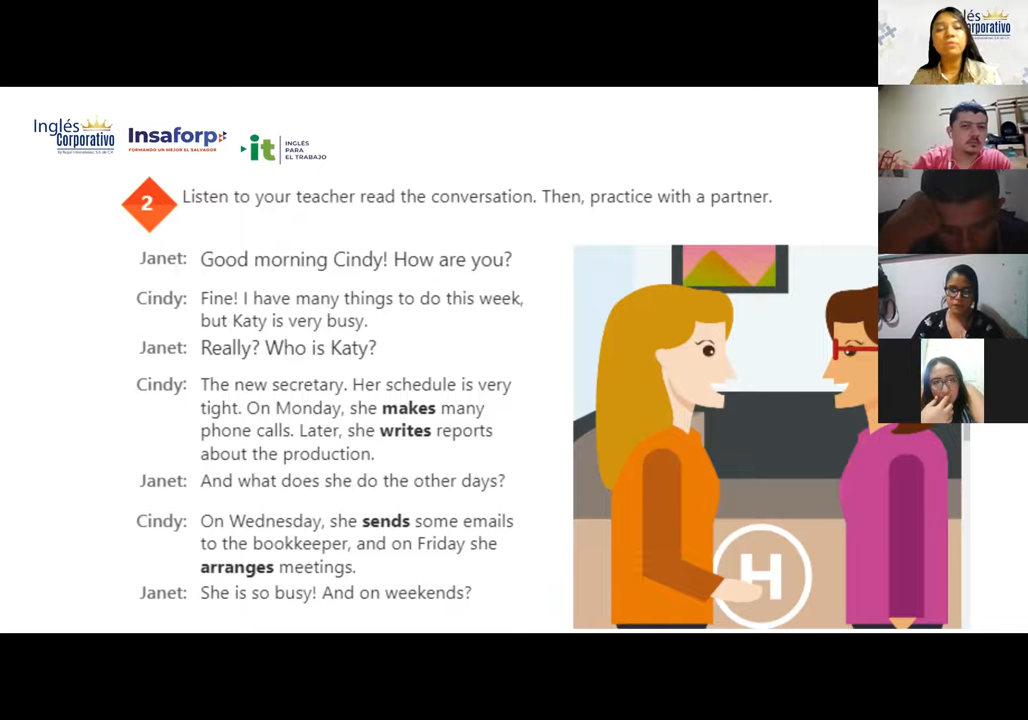 lés
orporativo
Inglés
Corporativo
Insaforp
FORMANDO UN MEJOR EL SALVADOR
it
INGLÉS
PARA
EL TRABAJO
2
Listen to your teacher read the conversation. Then, practice with a partner.
Janet: Good morning Cindy! How are you?
Cindy: Fine! I have many things to do this week,
but Katy is very busy.
Janet: Really? Who is Katy?
Cindy: The new secretary. Her schedule is very
tight. On Monday, she makes many
phone calls. Later, she writes reports
about the production.
Janet: And what does she do the other days?
Cindy: On Wednesday, she sends some emails
to the bookkeeper, and on Friday she
arranges meetings.
Janet: She is so busy! And on weekends?
H